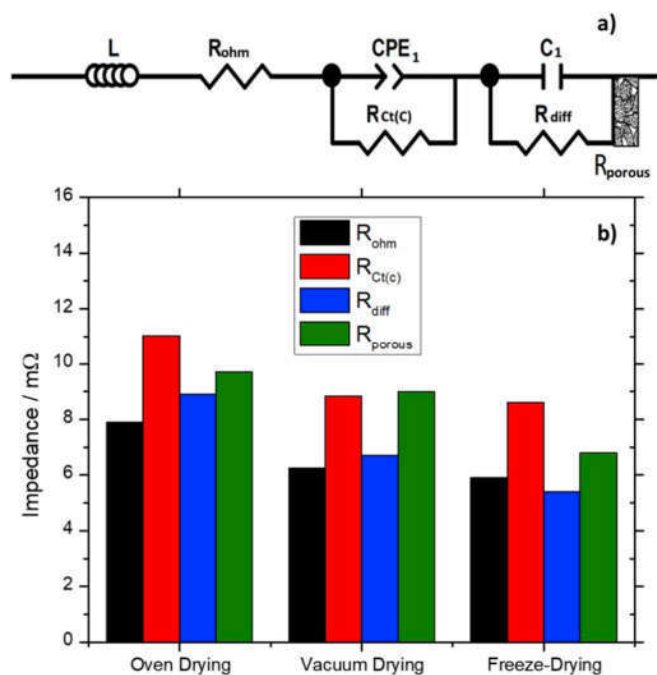 a)
L
Rohm
CPE1
C1
RCt(C)
Rdiff
Rporous
b)
16
14
12
10
8
6
4
2
0
Impedance / mΩ
Rohm
RCt(c)
Rdiff
Rporous
Oven Drying
Vacuum Drying
Freeze-Drying